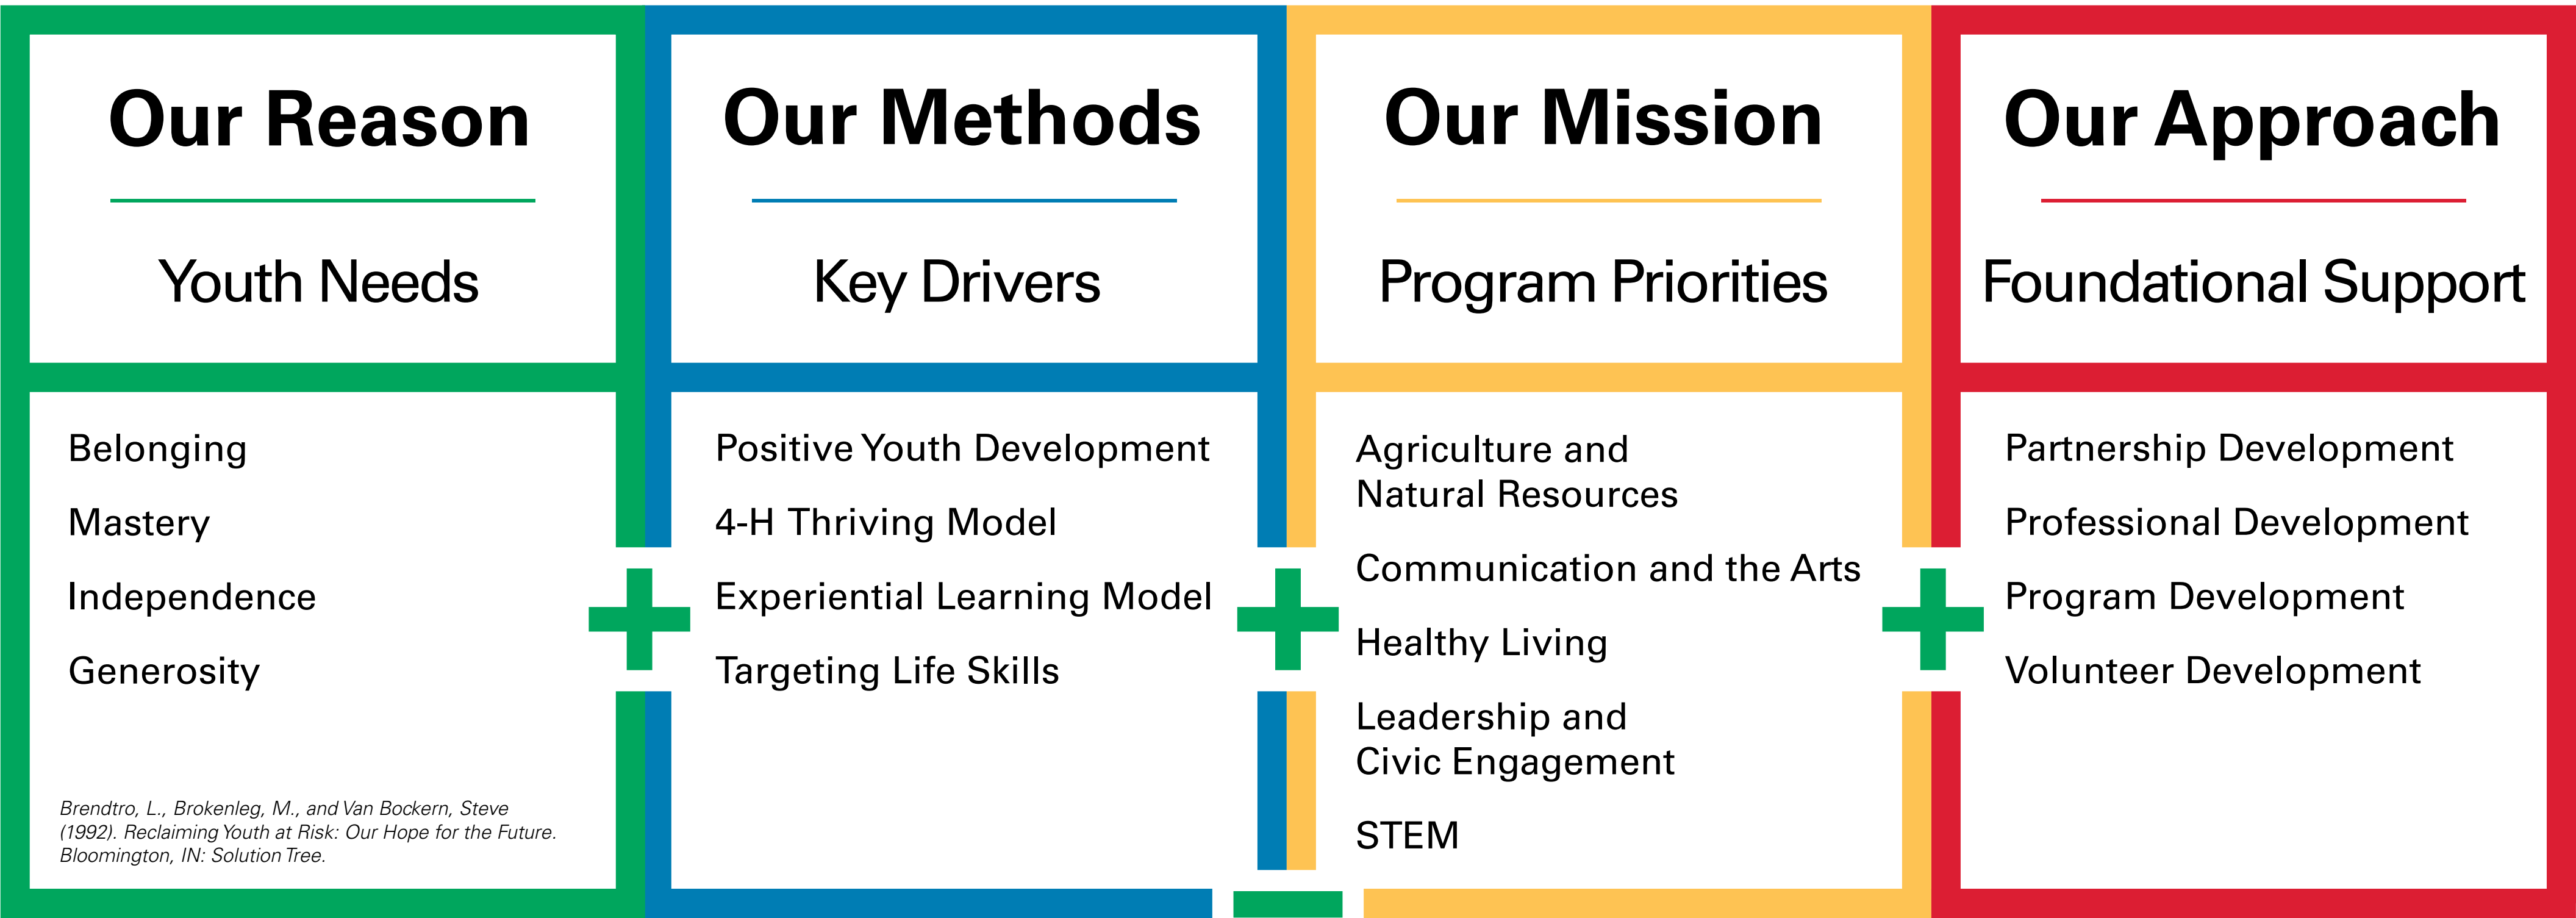 Our Reason
Youth Needs
Belonging
Mastery
Independence
Generosity
Brendtro, L., Brokenleg, M., and Van Bockern, Steve
(1992). Reclaiming Youth at Risk: Our Hope for the Future.
Bloomington, IN: Solution Tree.
+
Our Methods
Key Drivers
Positive Youth Development
4-H Thriving Model
Experiential Learning Model
Targeting Life Skills
+
Our Mission
Program Priorities
Agriculture and
Natural Resources
Communication and the Arts
Healthy Living
Leadership and
Civic Engagement
STEM
+
Our Approach
Foundational Support
Partnership Development
Professional Development
Program Development
Volunteer Development